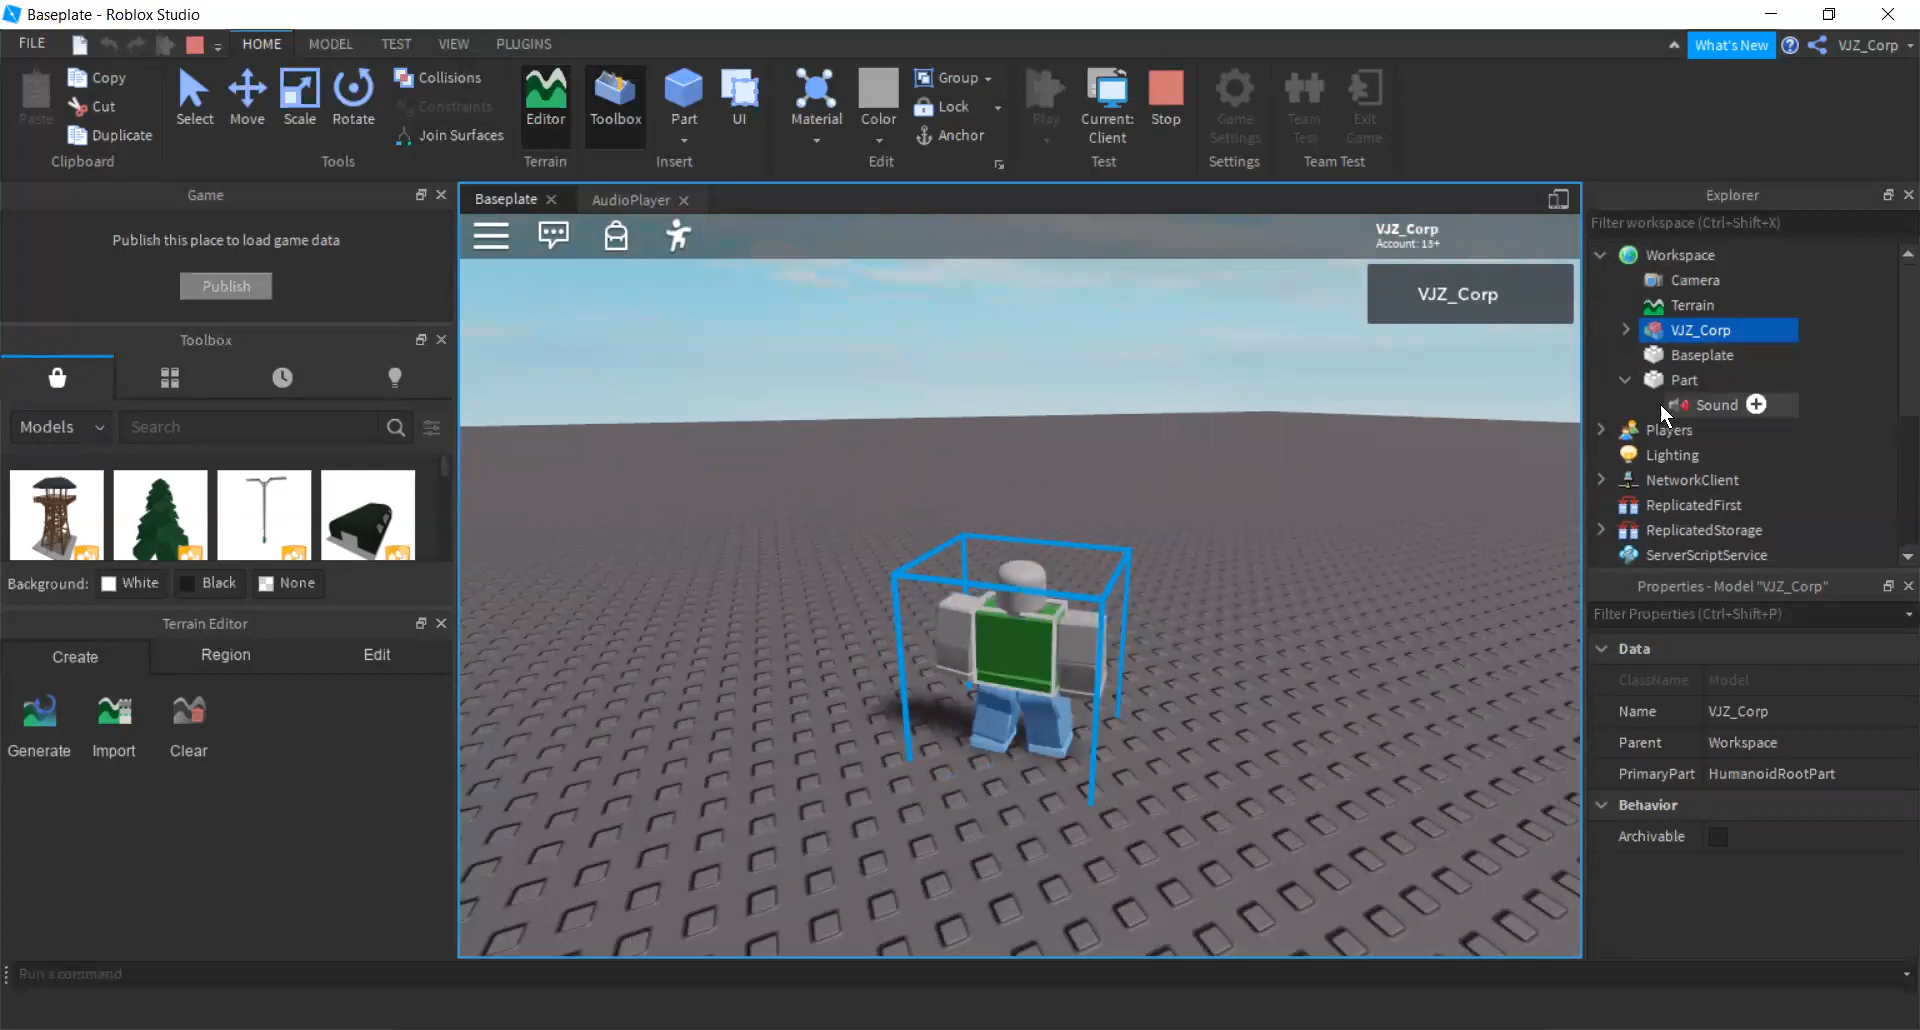 Baseplate - Roblox Studio
FILE HOME MODEL TEST VIEW PLUGINS What's New VJZ_Corp
Paste Copy Cut Duplicate
Clipboard
Select Move Scale Rotate
Collisions
Constraints
Join Surfaces
Tools
Editor
Terrain
Toolbox Part UI
Insert
Material Color
Group
Lock
Anchor
Edit
Play Current: Client Stop
Test
Game Settings
Settings
Team Test Exit Game
Team Test
Game
Publish this place to load game data
Publish
Toolbox
Models Search
Background: White Black None
Terrain Editor
Create Region Edit
Generate Import Clear
Baseplate AudioPlayer
VJZ_Corp
Account: 13+
VJZ_Corp
Explorer
Filter workspace (Ctrl+Shift+X)
Workspace
Camera
Terrain
VJZ_Corp
Baseplate
Part
Sound
Players
Lighting
NetworkClient
ReplicatedFirst
ReplicatedStorage
ServerScriptService
Properties - Model "VJZ_Corp"
Filter Properties (Ctrl+Shift+P)
Data
ClassName Model
Name VJZ_Corp
Parent Workspace
PrimaryPart HumanoidRootPart
Behavior
Archivable
Run a command